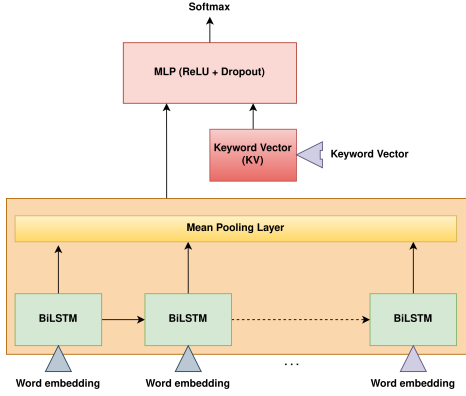 Softmax
MLP (ReLU + Dropout)
Keyword Vector
(KV)
Keyword Vector
Mean Pooling Layer
BiLSTM
BiLSTM
BiLSTM
...
Word embedding
Word embedding
Word embedding